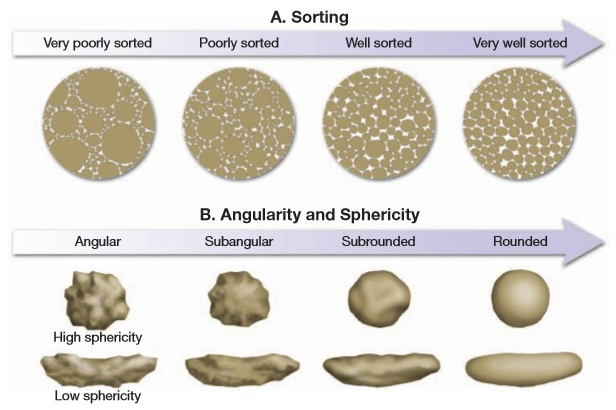 A. Sorting
Very poorly sorted Poorly sorted Well sorted Very well sorted
B. Angularity and Sphericity
Angular Subangular Subrounded Rounded
High sphericity
Low sphericity